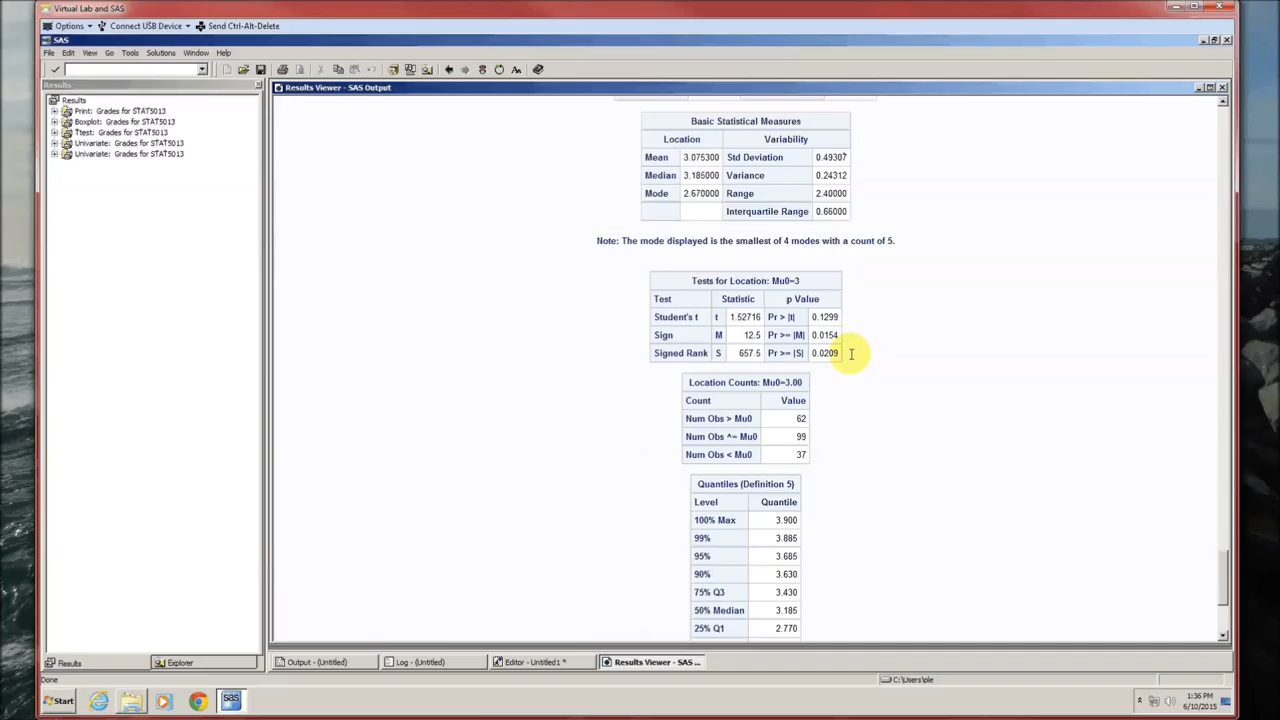 Virtual Lab and SAS
Options Connect USB Device Send Ctrl-Alt-Delete
SAS
File Edit View Go Tools Solutions Window Help
Results
Results Viewer - SAS Output
Results
Print: Grades for STAT5013
Boxplot: Grades for STAT5013
Ttest: Grades for STAT5013
Univariate: Grades for STAT5013
Univariate: Grades for STAT5013
Basic Statistical Measures
Location Variability
Mean 3.075300 Std Deviation 0.49307
Median 3.185000 Variance 0.24312
Mode 2.670000 Range 2.40000
Interquartile Range 0.66000
Note: The mode displayed is the smallest of 4 modes with a count of 5.
Tests for Location: Mu0=3
Test Statistic p Value
Student's t t 1.52716 Pr > |t| 0.1299
Sign M 12.5 Pr >= |M| 0.0154
Signed Rank S 657.5 Pr >= |S| 0.0209
Location Counts: Mu0=3.00
Count Value
Num Obs > Mu0 62
Num Obs ^= Mu0 99
Num Obs < Mu0 37
Quantiles (Definition 5)
Level Quantile
100% Max 3.900
99% 3.885
95% 3.685
90% 3.630
75% Q3 3.430
50% Median 3.185
25% Q1 2.770
Results Explorer
Output - (Untitled) Log - (Untitled) Editor - Untitled1 * Results Viewer - SAS ...
Done C:\Users\ple
Start sas 1:36 PM
6/10/2015